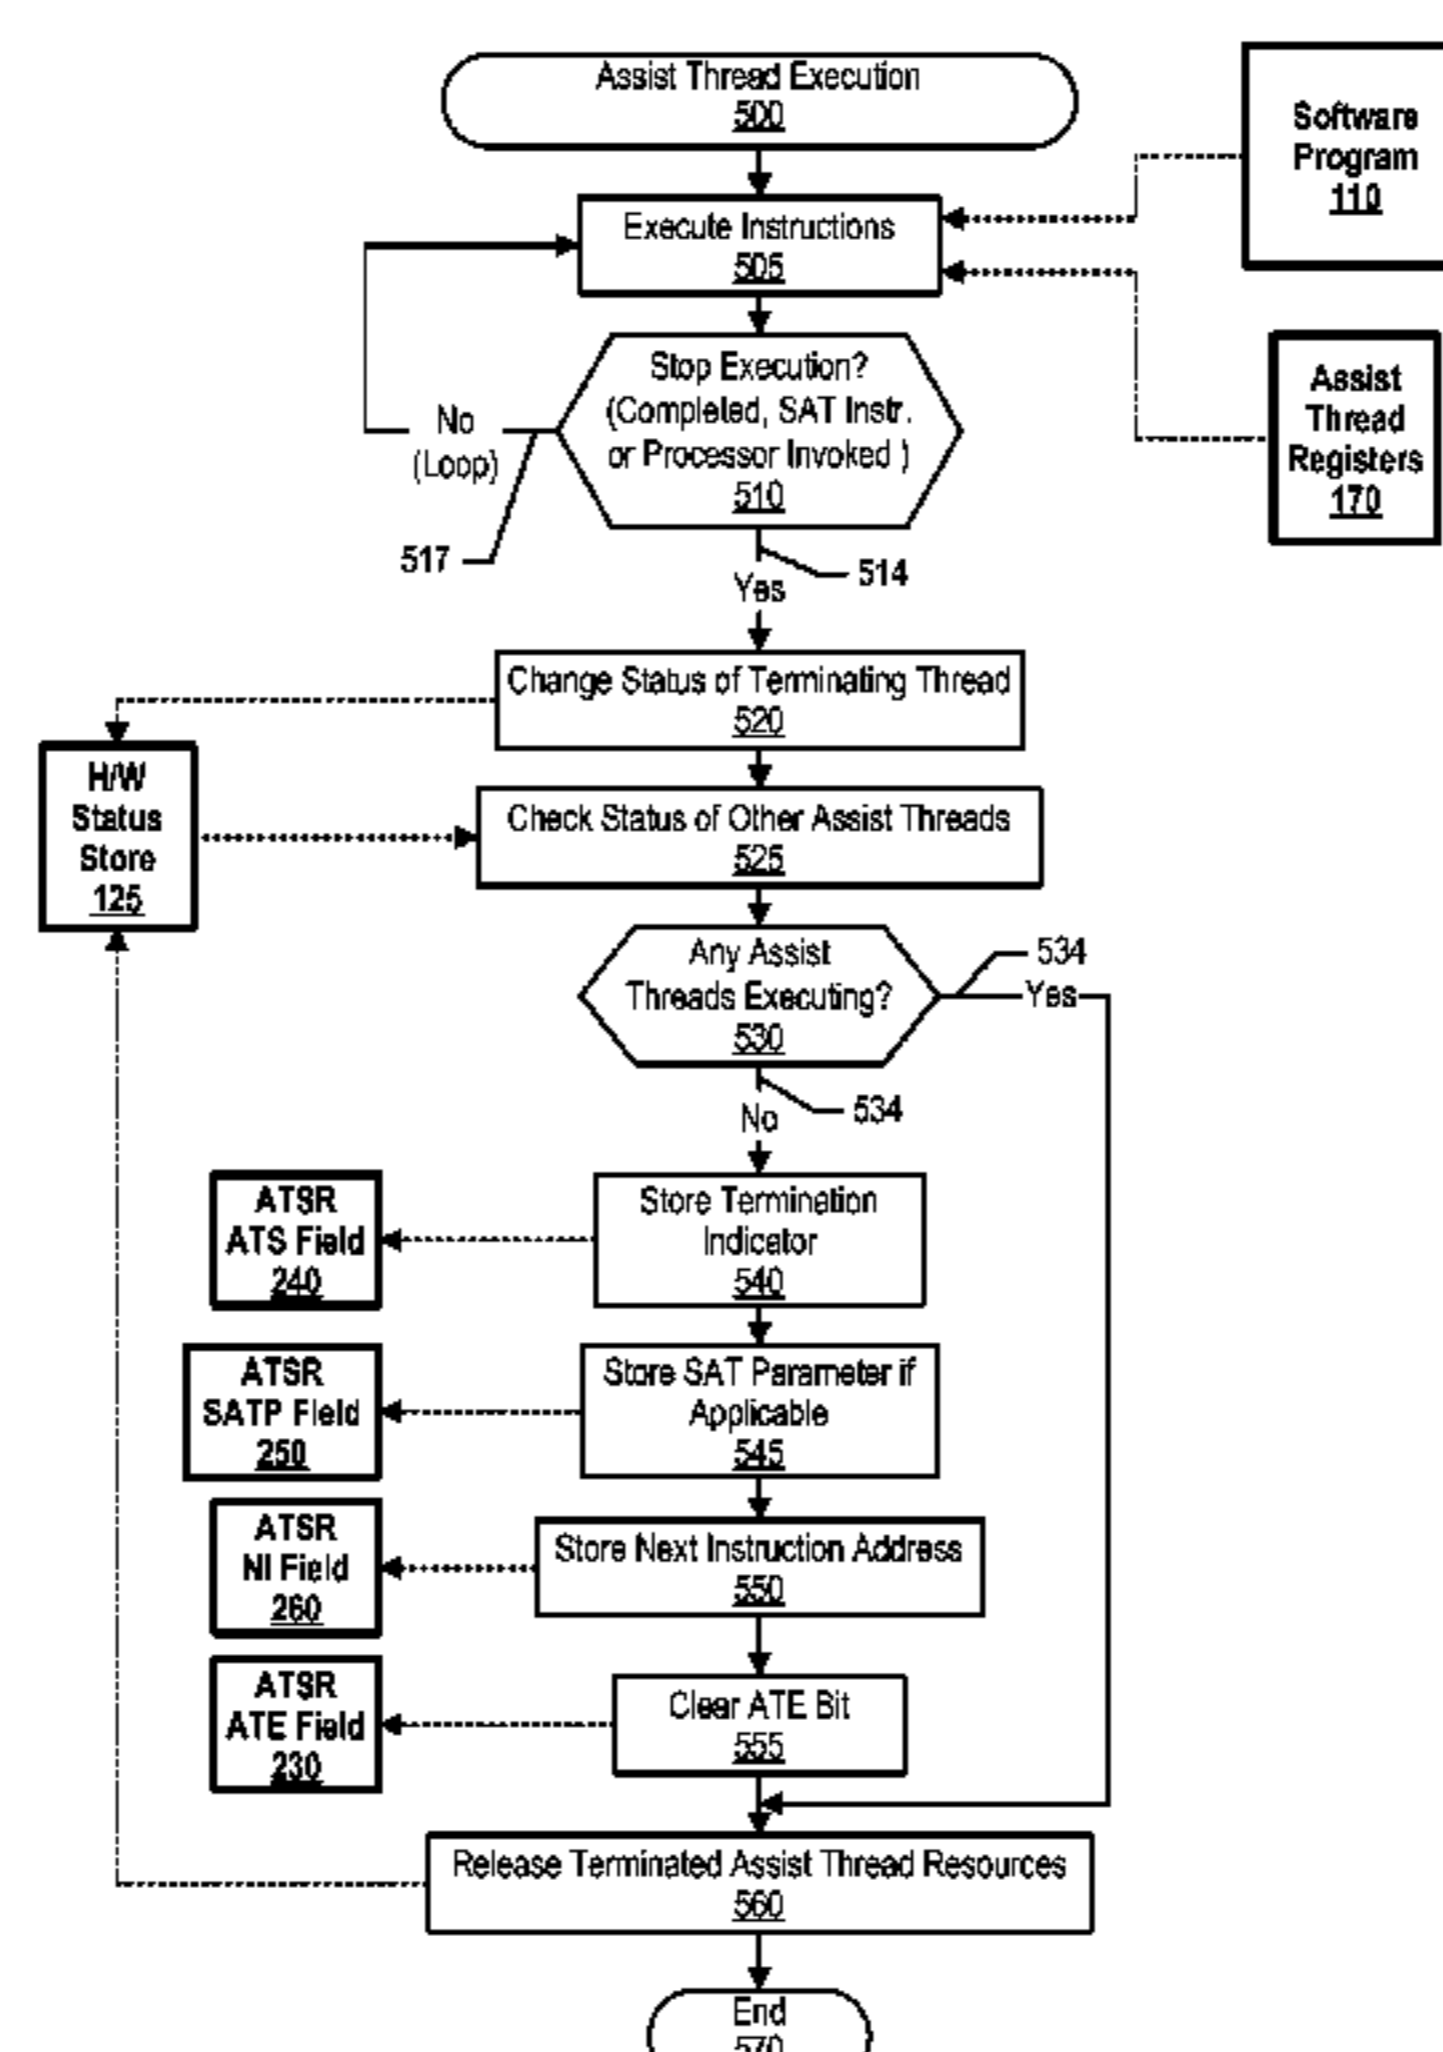 Assist Thread Execution
500
Software
Program
110
Execute Instructions
505
Assist
Thread
Registers
170
Stop Execution?
(Completed, SAT Instr.
or Processor Invoked )
510
No
(Loop)
517
514
Yes
Change Status of Terminating Thread
520
H/W
Status
Store
125
Check Status of Other Assist Threads
525
Any Assist
Threads Executing?
530
534
Yes
534
No
ATSR
ATS Field
240
Store Termination
Indicator
540
ATSR
SATP Field
250
Store SAT Parameter if
Applicable
545
ATSR
NI Field
260
Store Next Instruction Address
550
ATSR
ATE Field
230
Clear ATE Bit
555
Release Terminated Assist Thread Resources
560
End
570